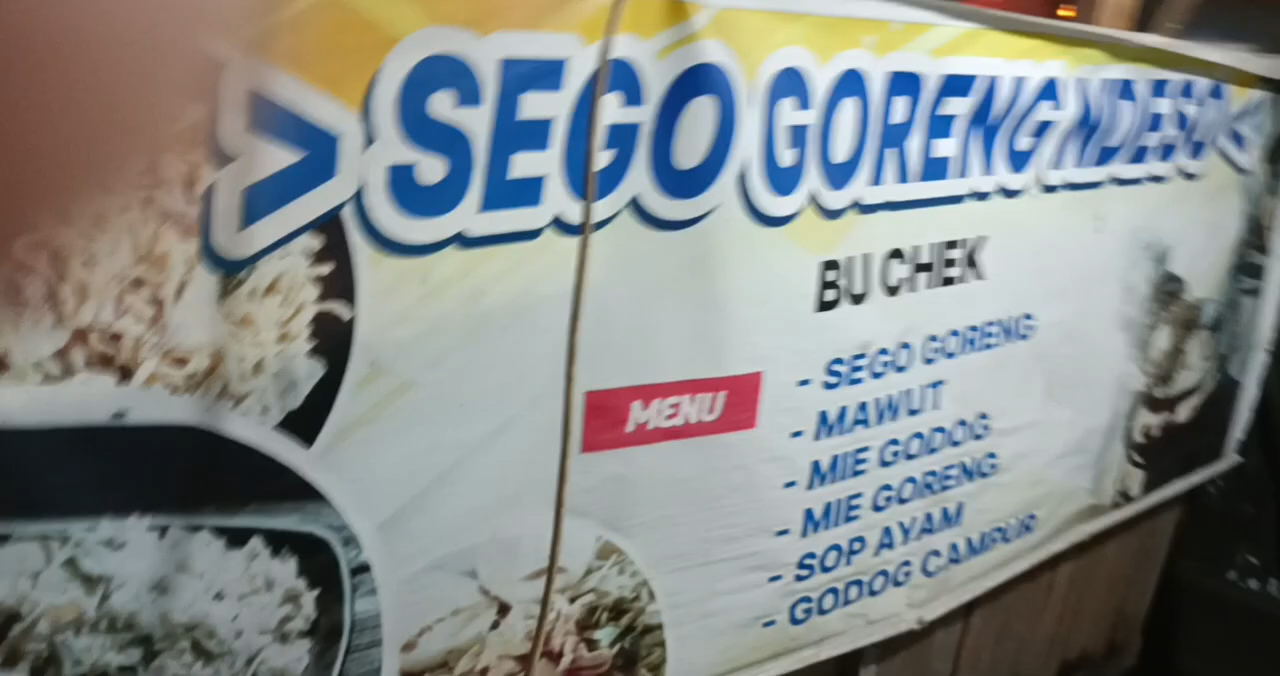 > SEGO GORENG NDESO <
BU CHEK
MENU
- SEGO GORENG
- MAWUT
- MIE GODOG
- MIE GORENG
- SOP AYAM
- GODOG CAMPUR